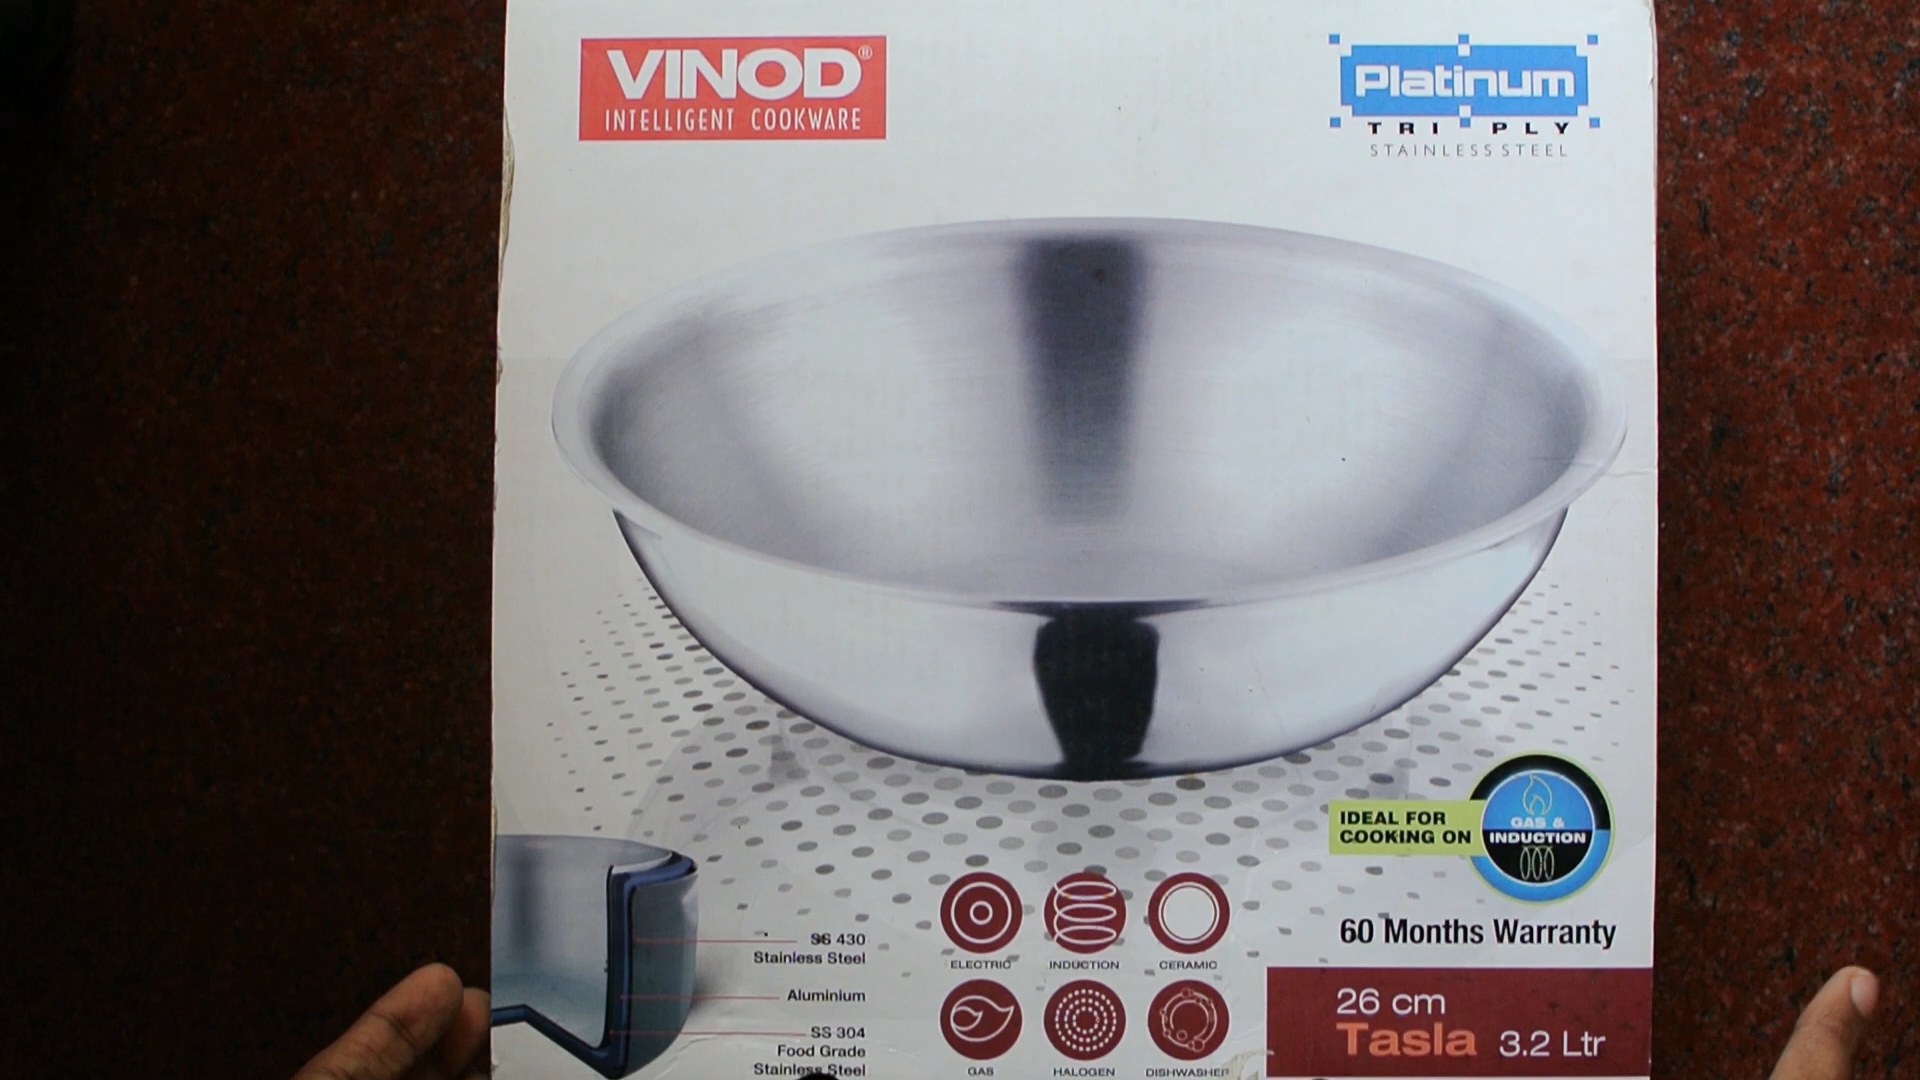 VINOD®
INTELLIGENT COOKWARE
Platinum
TRI PLY
STAINLESS STEEL
IDEAL FOR
COOKING ON
GAS &
INDUCTION
60 Months Warranty
SS 430
Stainless Steel
Aluminium
SS 304
Food Grade
Stainless Steel
ELECTRIC
INDUCTION
CERAMIC
GAS
HALOGEN
DISHWASHER
26 cm
Tasla 3.2 Ltr